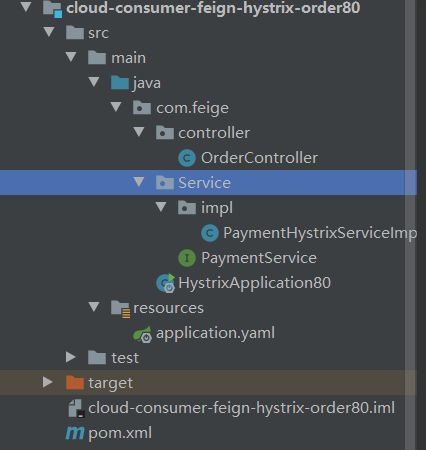 cloud-consumer-feign-hystrix-order80
src
main
java
com.feige
controller
OrderController
Service
impl
PaymentHystrixServiceImp
PaymentService
HystrixApplication80
resources
application.yaml
test
target
cloud-consumer-feign-hystrix-order80.iml
pom.xml